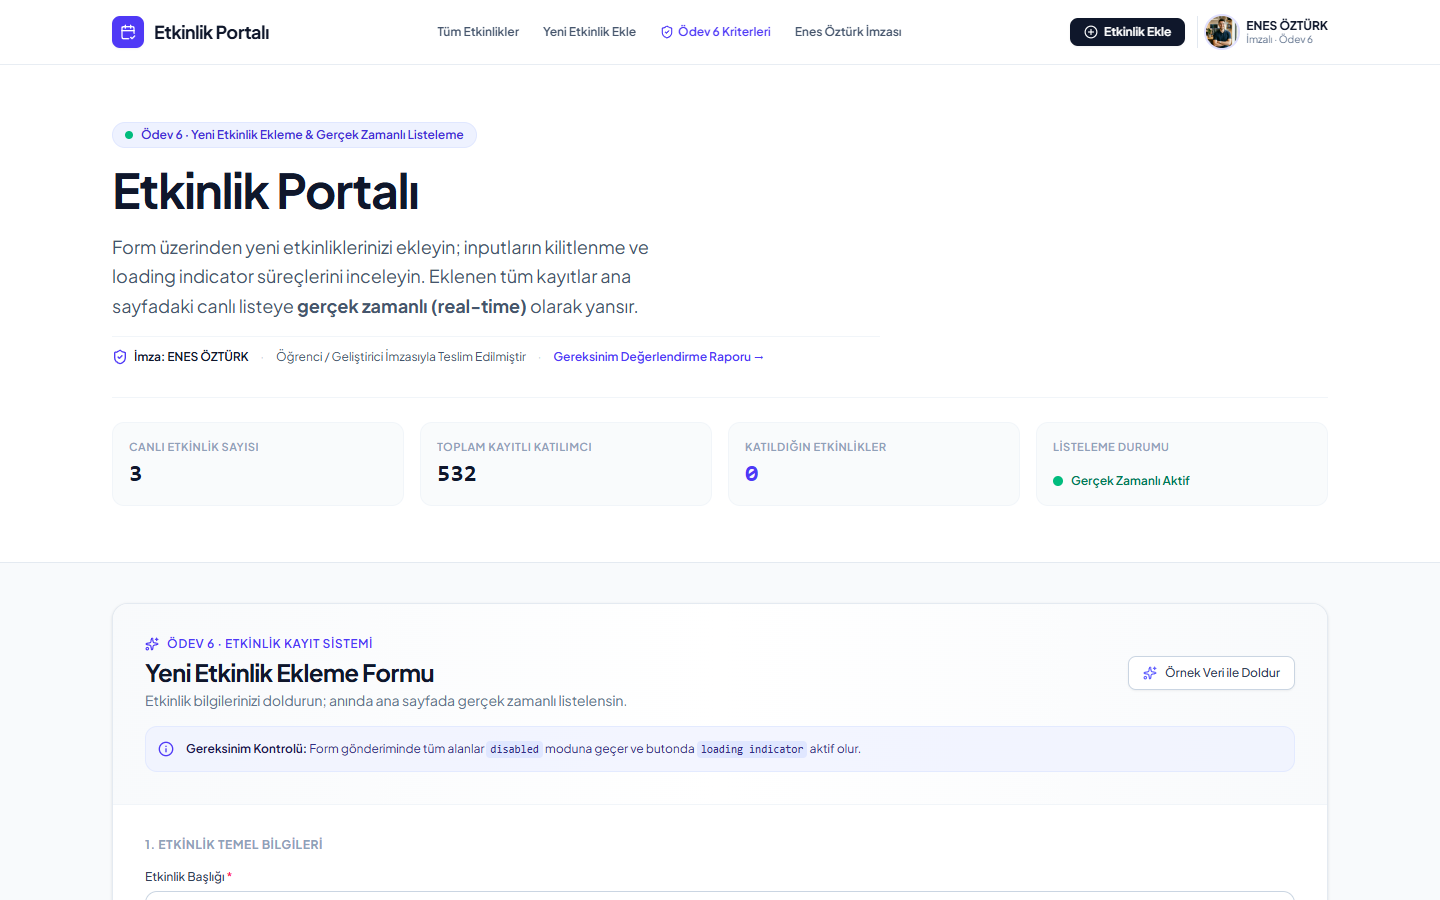 Etkinlik Portalı
Tüm Etkinlikler
Yeni Etkinlik Ekle
Ödev 6 Kriterleri
Enes Öztürk İmzası
Etkinlik Ekle
ENES ÖZTÜRK
İmzalı · Ödev 6
Ödev 6 · Yeni Etkinlik Ekleme & Gerçek Zamanlı Listeleme
Etkinlik Portalı
Form üzerinden yeni etkinliklerinizi ekleyin; inputların kilitlenme ve
loading indicator süreçlerini inceleyin. Eklenen tüm kayıtlar ana
sayfadaki canlı listeye gerçek zamanlı (real-time) olarak yansır.
İmza: ENES ÖZTÜRK · Öğrenci / Geliştirici İmzasıyla Teslim Edilmiştir · Gereksinim Değerlendirme Raporu →
CANLI ETKİNLİK SAYISI
3
TOPLAM KAYITLI KATILIMCI
532
KATILDIĞIN ETKİNLİKLER
0
LİSTELEME DURUMU
Gerçek Zamanlı Aktif
ÖDEV 6 · ETKİNLİK KAYIT SİSTEMİ
Yeni Etkinlik Ekleme Formu
Etkinlik bilgilerinizi doldurun; anında ana sayfada gerçek zamanlı listelensin.
Örnek Veri ile Doldur
Gereksinim Kontrolü: Form gönderiminde tüm alanlar disabled moduna geçer ve butonda loading indicator aktif olur.
1. ETKİNLİK TEMEL BİLGİLERİ
Etkinlik Başlığı *